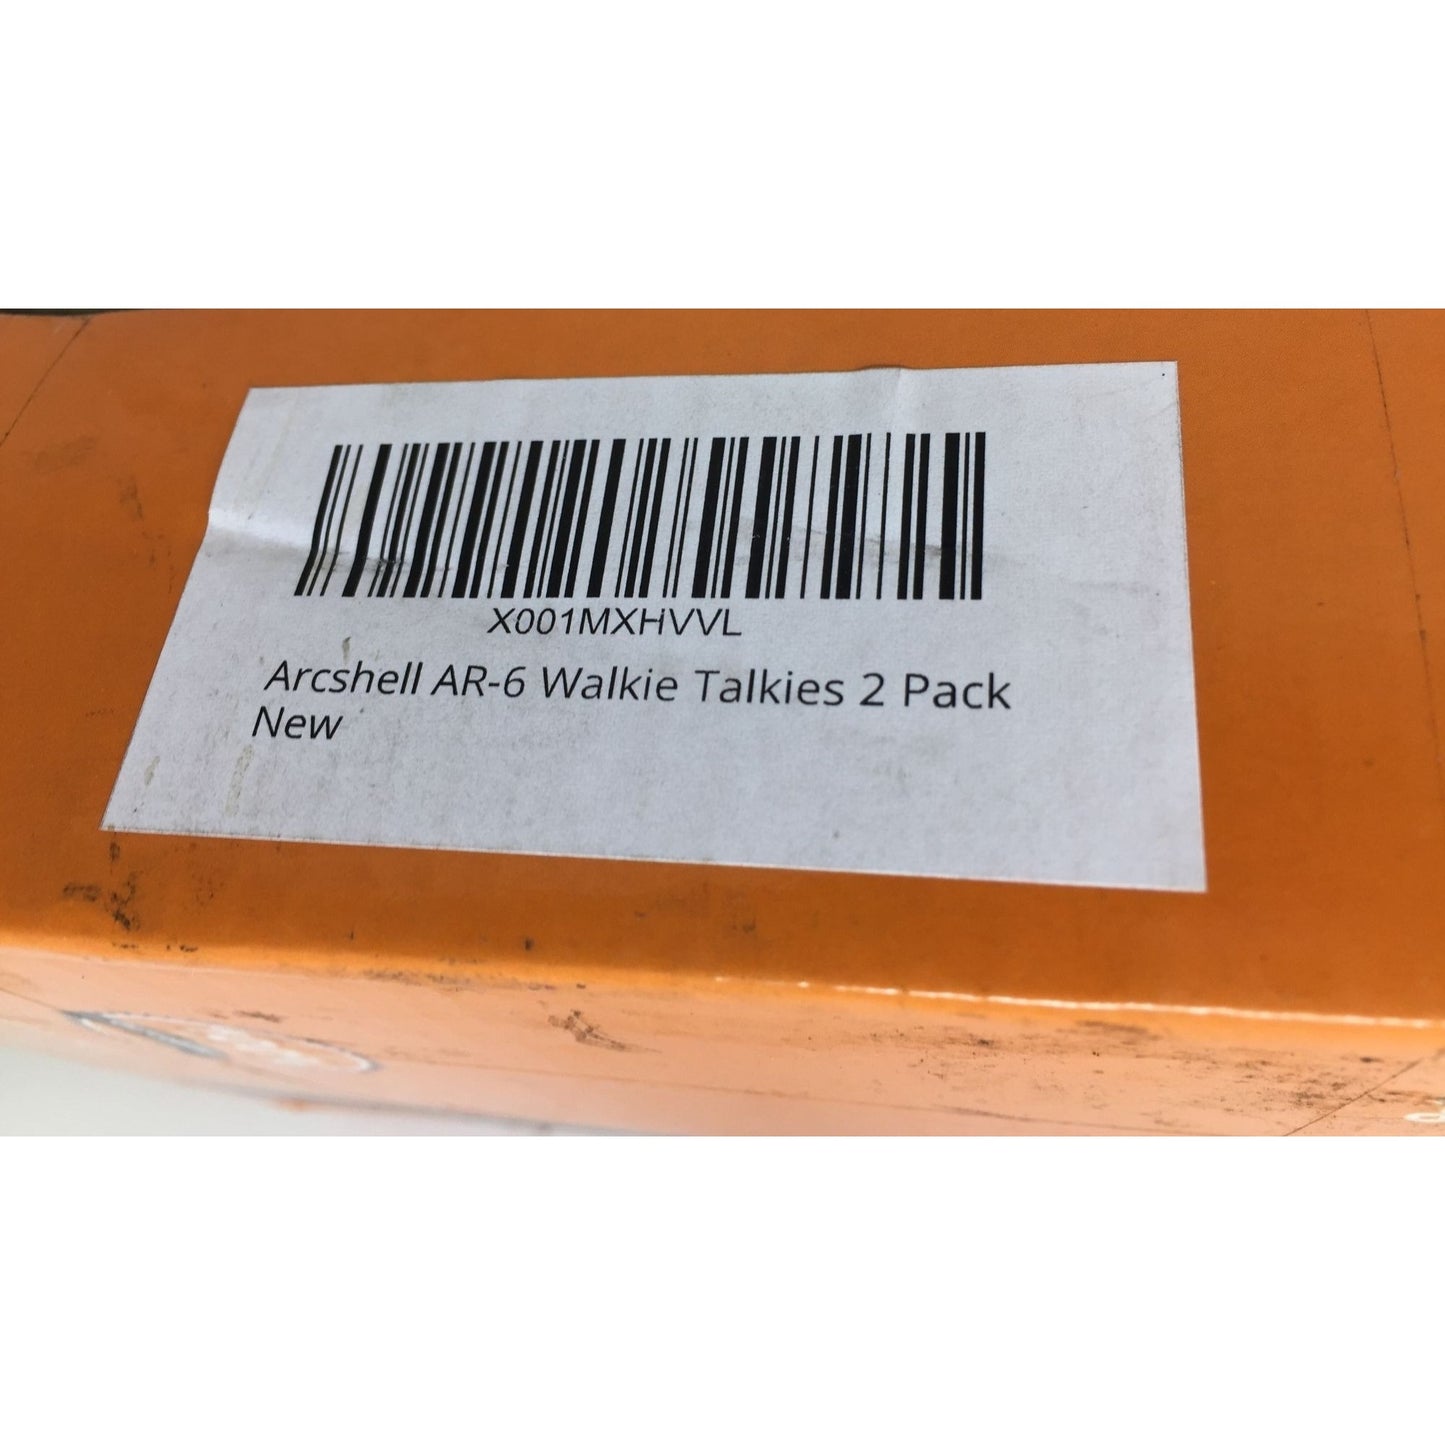 X001MXHVVL
Arcshell AR-6 Walkie Talkies 2 Pack
New